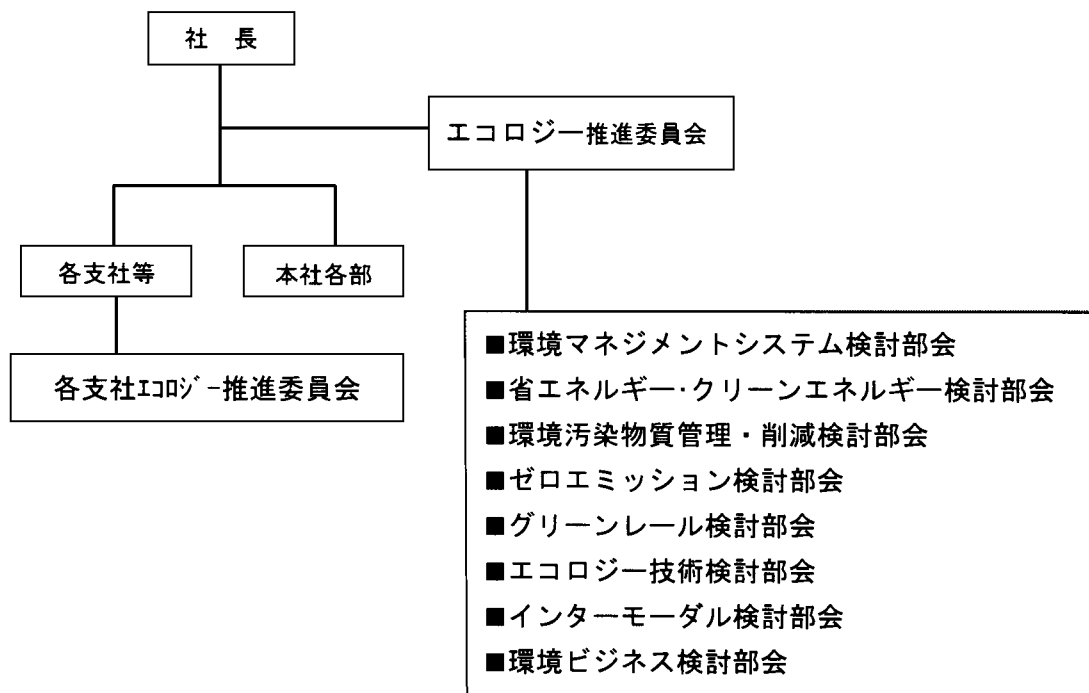 社 長
エコロジー推進委員会
各支社等
本社各部
各支社ｴｺﾛｼﾞｰ推進委員会
■環境マネジメントシステム検討部会
■省エネルギー・クリーンエネルギー検討部会
■環境汚染物質管理・削減検討部会
■ゼロエミッション検討部会
■グリーンレール検討部会
■エコロジー技術検討部会
■インターモーダル検討部会
■環境ビジネス検討部会